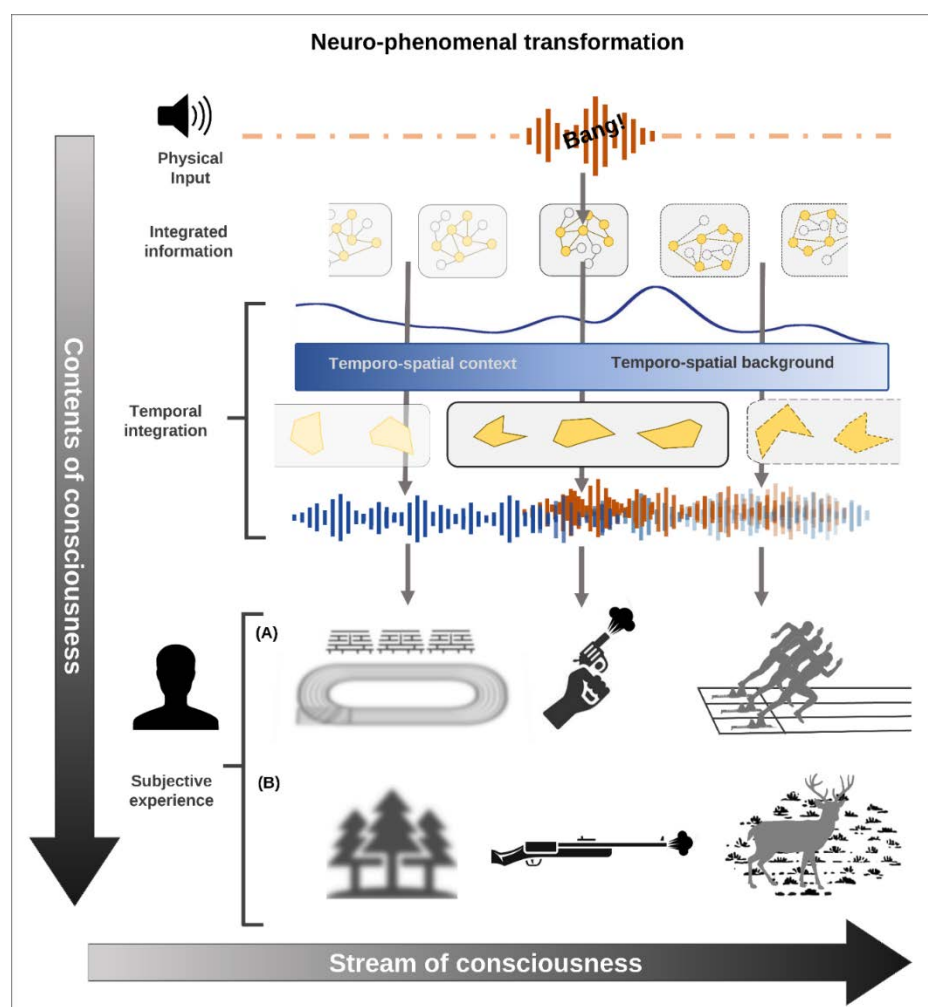 Neuro-phenomenal transformation
Bang!
Physical
Input
Integrated
information
Temporo-spatial context
Temporo-spatial background
Temporal
integration
Contents of consciousness
(A)
Subjective
experience
(B)
Stream of consciousness